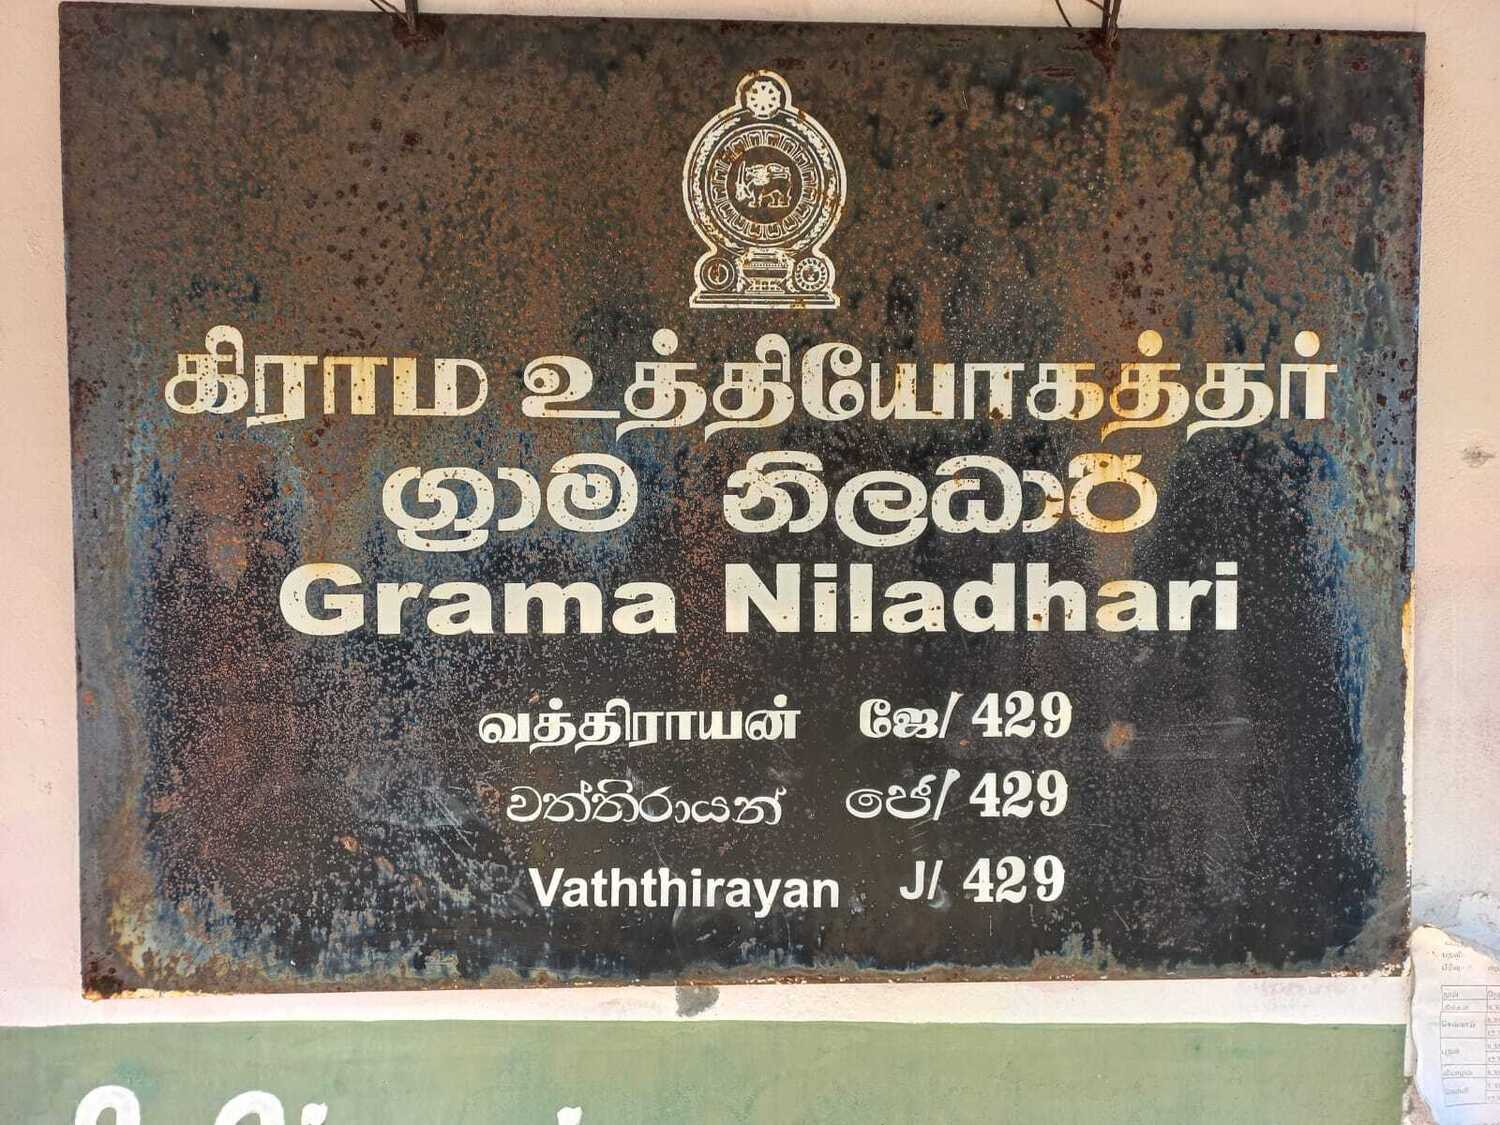 கிராம உத்தியோகத்தர்
ග්‍රාම නිලධාරී
Grama Niladhari
வத்திராயன் ஜே/ 429
වත්තිරායන් ජේ/ 429
Vaththirayan J/ 429